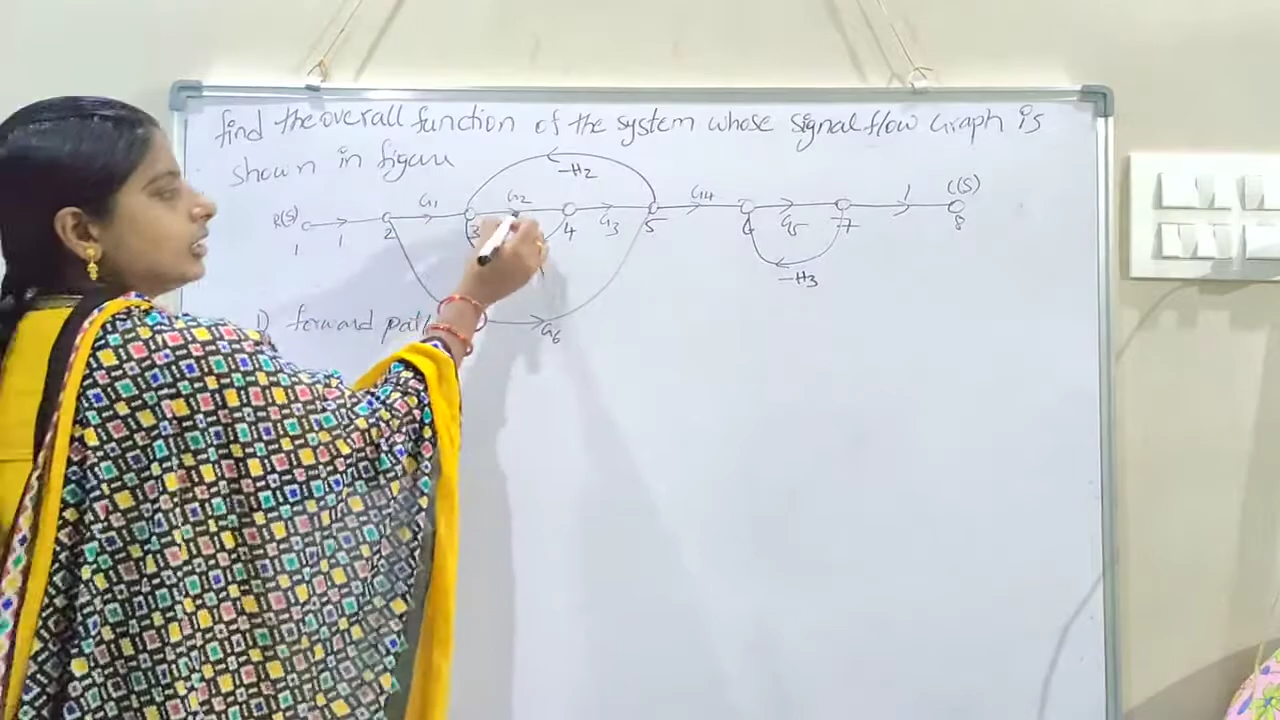 find the overall function of the system whose signal flow Graph is
shown in figure
-H2
R(S) 1 1 2 G1 3 G2 4 G3 5 G4 6 G5 7 1 C(S) 8
-H3
G6
1) forward pat